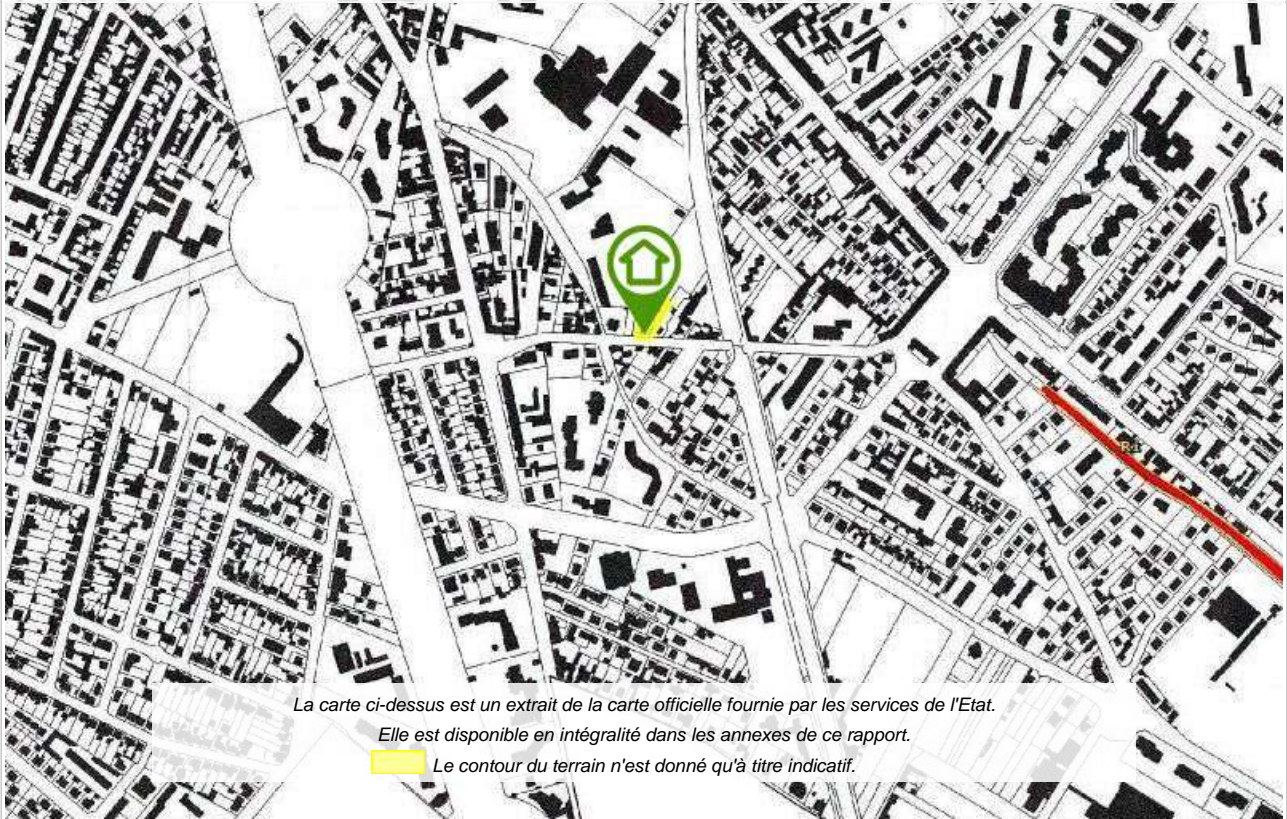 La carte ci-dessus est un extrait de la carte officielle fournie par les services de l'Etat.
Elle est disponible en intégralité dans les annexes de ce rapport.
Le contour du terrain n'est donné qu'à titre indicatif.